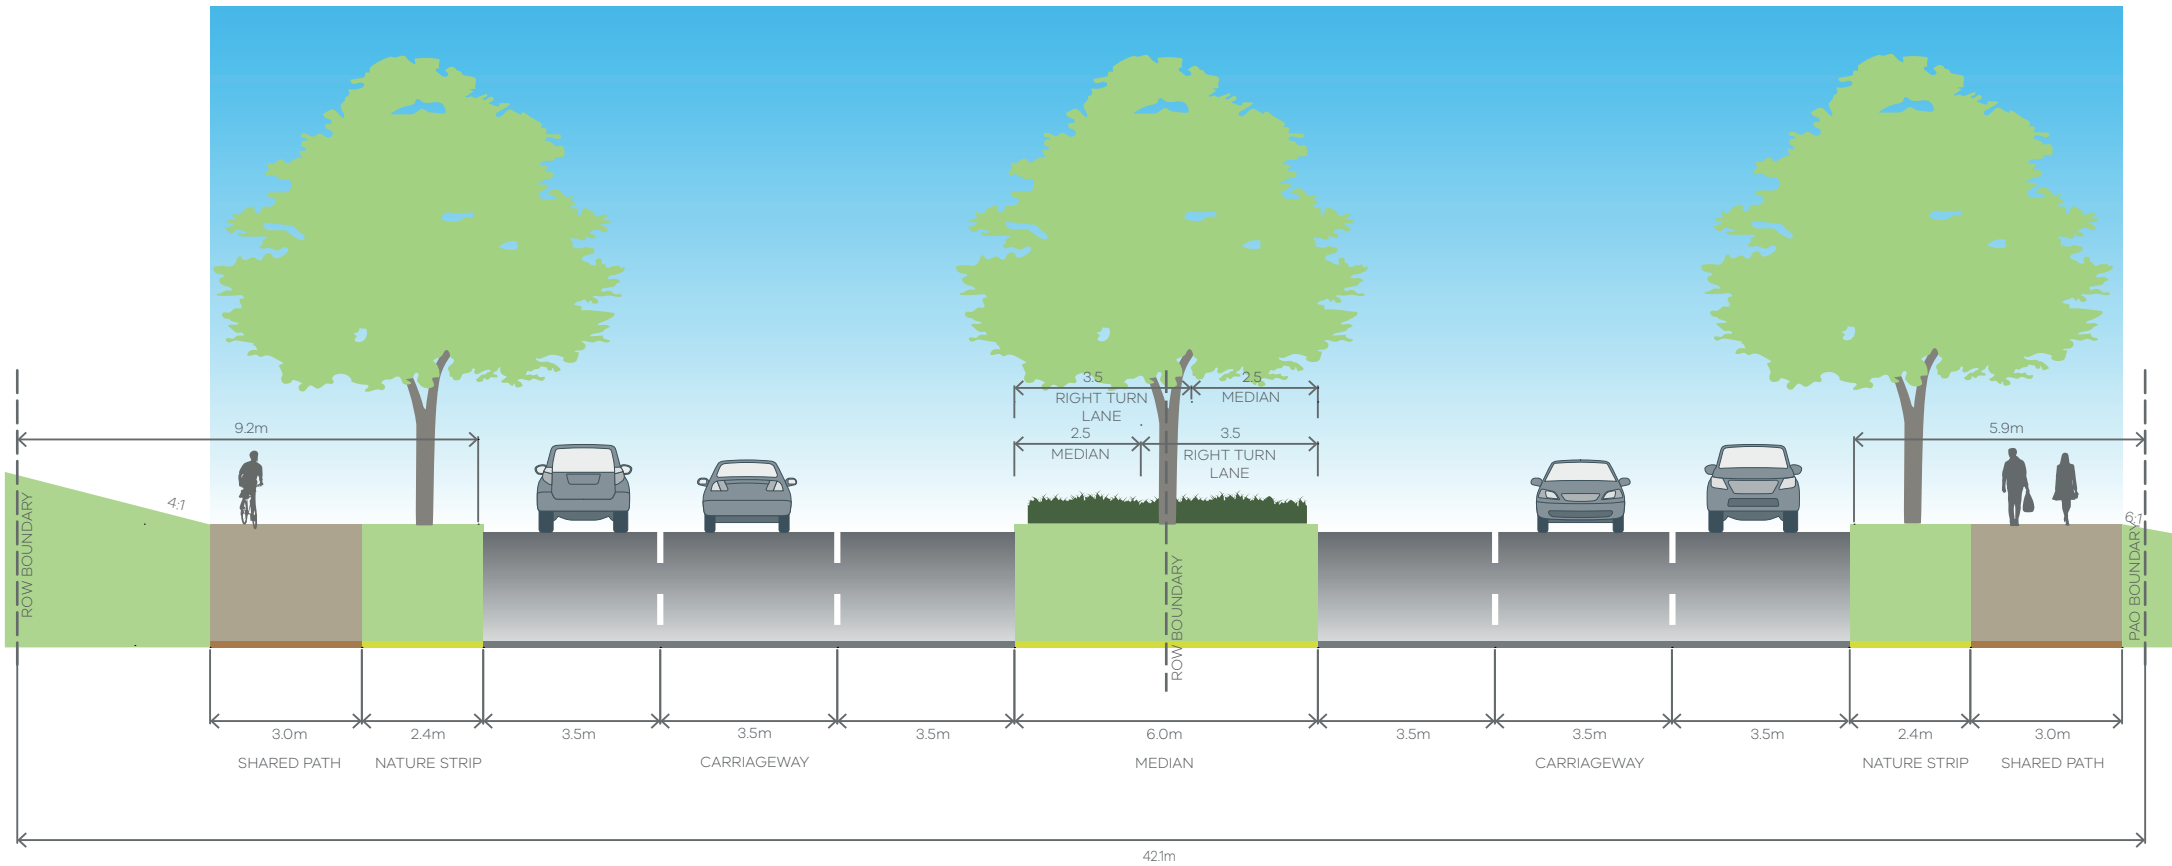 3.5
2.5
RIGHT TURN
LANE
MEDIAN
9.2m
2.5
3.5
5.9m
MEDIAN
RIGHT TURN
LANE
4:1
6:1
ROW BOUNDARY
ROW BOUNDARY
PAO BOUNDARY
3.0m
2.4m
3.5m
3.5m
3.5m
6.0m
3.5m
3.5m
3.5m
2.4m
3.0m
SHARED PATH
NATURE STRIP
CARRIAGEWAY
MEDIAN
CARRIAGEWAY
NATURE STRIP
SHARED PATH
42.1m